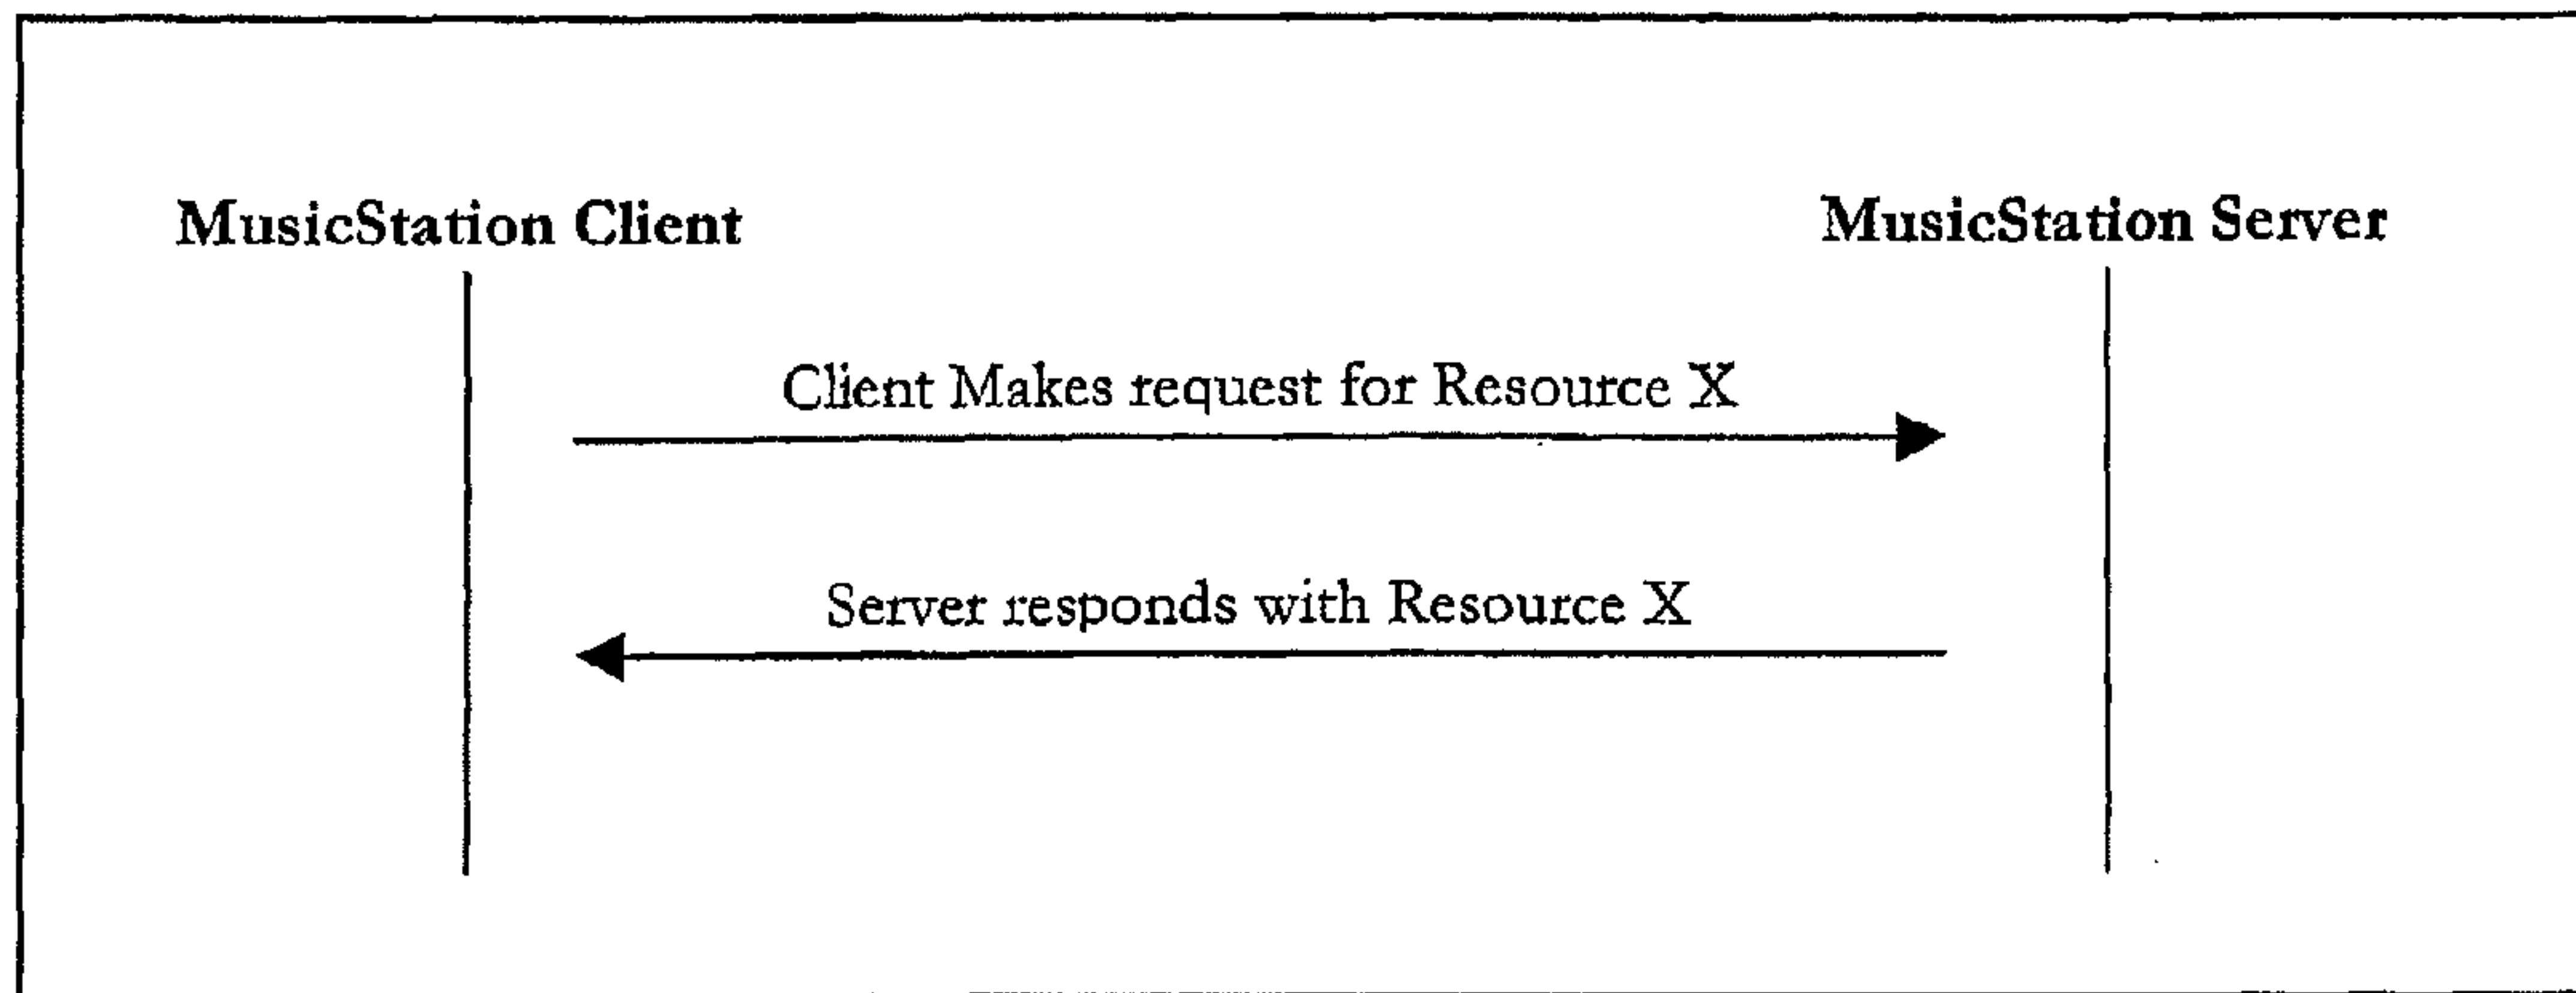 MusicStation Client
MusicStation Server
Client Makes request for Resource X
Server responds with Resource X